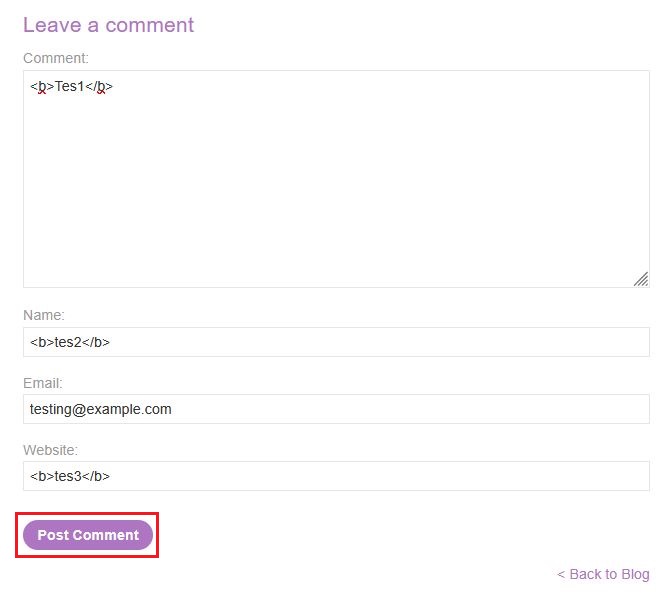 Leave a comment
Comment:
<b>Tes1</b>
Name:
<b>tes2</b>
Email:
testing@example.com
Website:
<b>tes3</b>
Post Comment
< Back to Blog